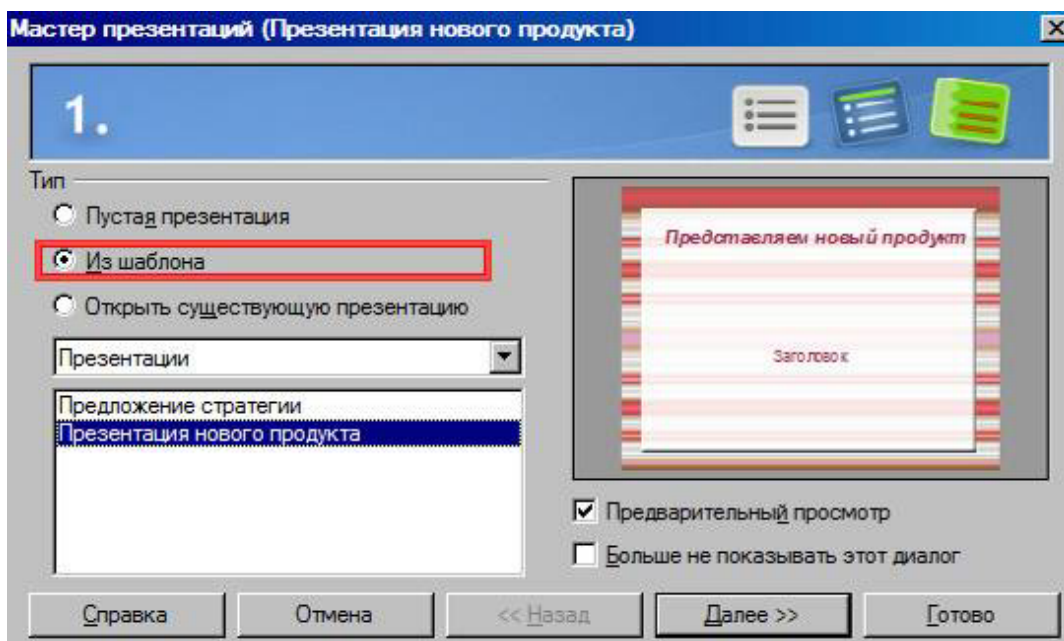 Мастер презентаций (Презентация нового продукта)
1.
Тип
Пустая презентация
Из шаблона
Открыть существующую презентацию
Презентации
Предложение стратегии
Презентация нового продукта
Представляем новый продукт
Заголовок
Предварительный просмотр
Больше не показывать этот диалог
Справка
Отмена
<< Назад
Далее >>
Готово